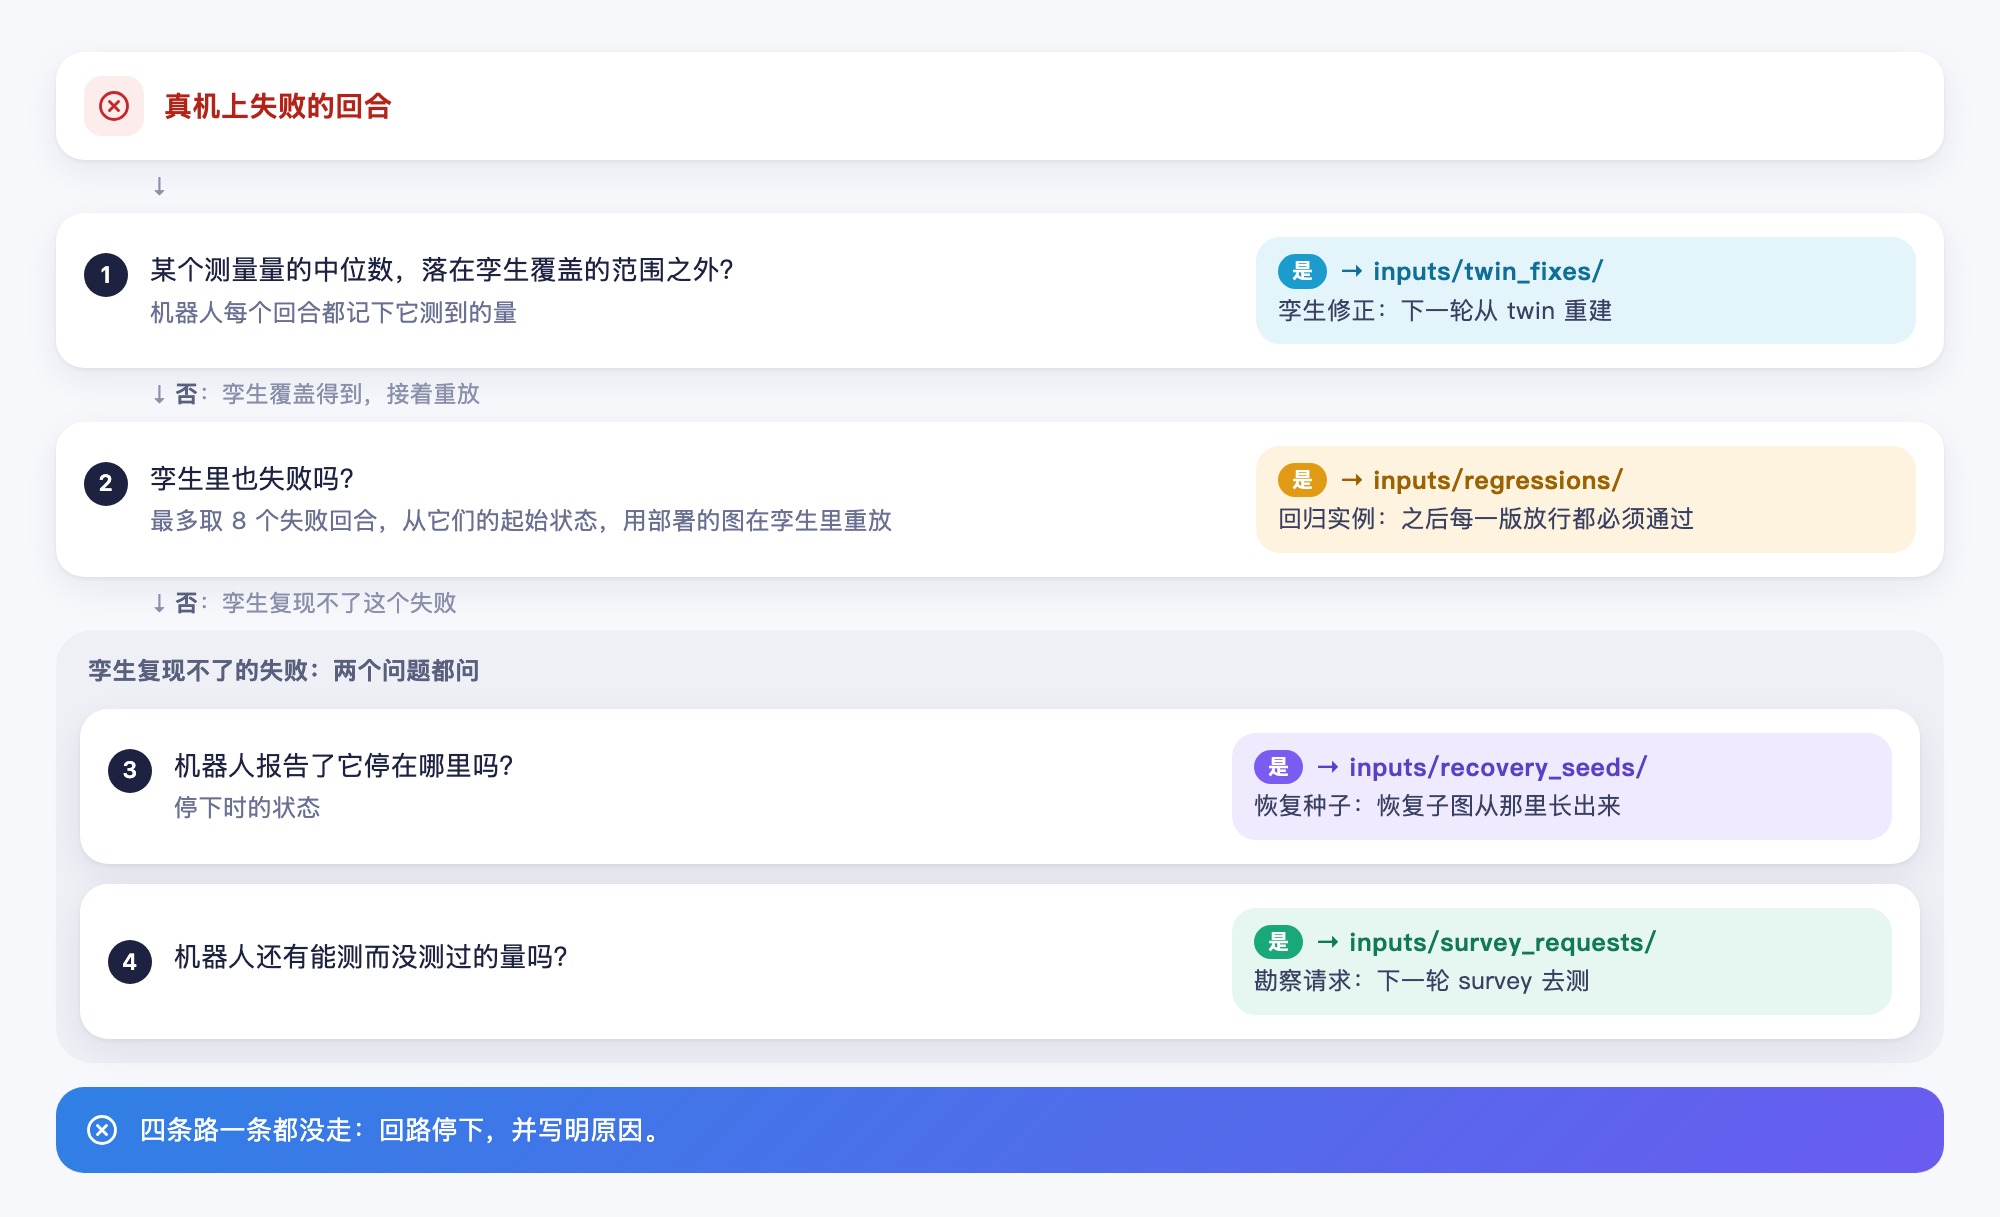 真机上失败的回合
↓
1 某个测量量的中位数，落在孪生覆盖的范围之外？
机器人每个回合都记下它测到的量
是 → inputs/twin_fixes/
孪生修正：下一轮从 twin 重建
↓ 否：孪生覆盖得到，接着重放
2 孪生里也失败吗？
最多取 8 个失败回合，从它们的起始状态，用部署的图在孪生里重放
是 → inputs/regressions/
回归实例：之后每一版放行都必须通过
↓ 否：孪生复现不了这个失败
孪生复现不了的失败：两个问题都问
3 机器人报告了它停在哪里吗？
停下时的状态
是 → inputs/recovery_seeds/
恢复种子：恢复子图从那里长出来
4 机器人还有能测而没测过的量吗？
是 → inputs/survey_requests/
勘察请求：下一轮 survey 去测
四条路一条都没走：回路停下，并写明原因。